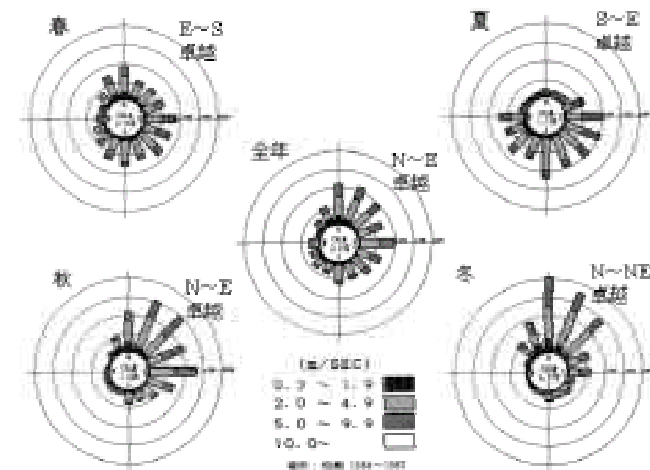 春
E～S
卓越
夏
S～E
卓越
全年
N～E
卓越
秋
N～E
卓越
冬
N～NE
卓越
(m/SEC)
0.3 ～ 1.9
2.0 ～ 4.9
5.0 ～ 9.9
10.0～